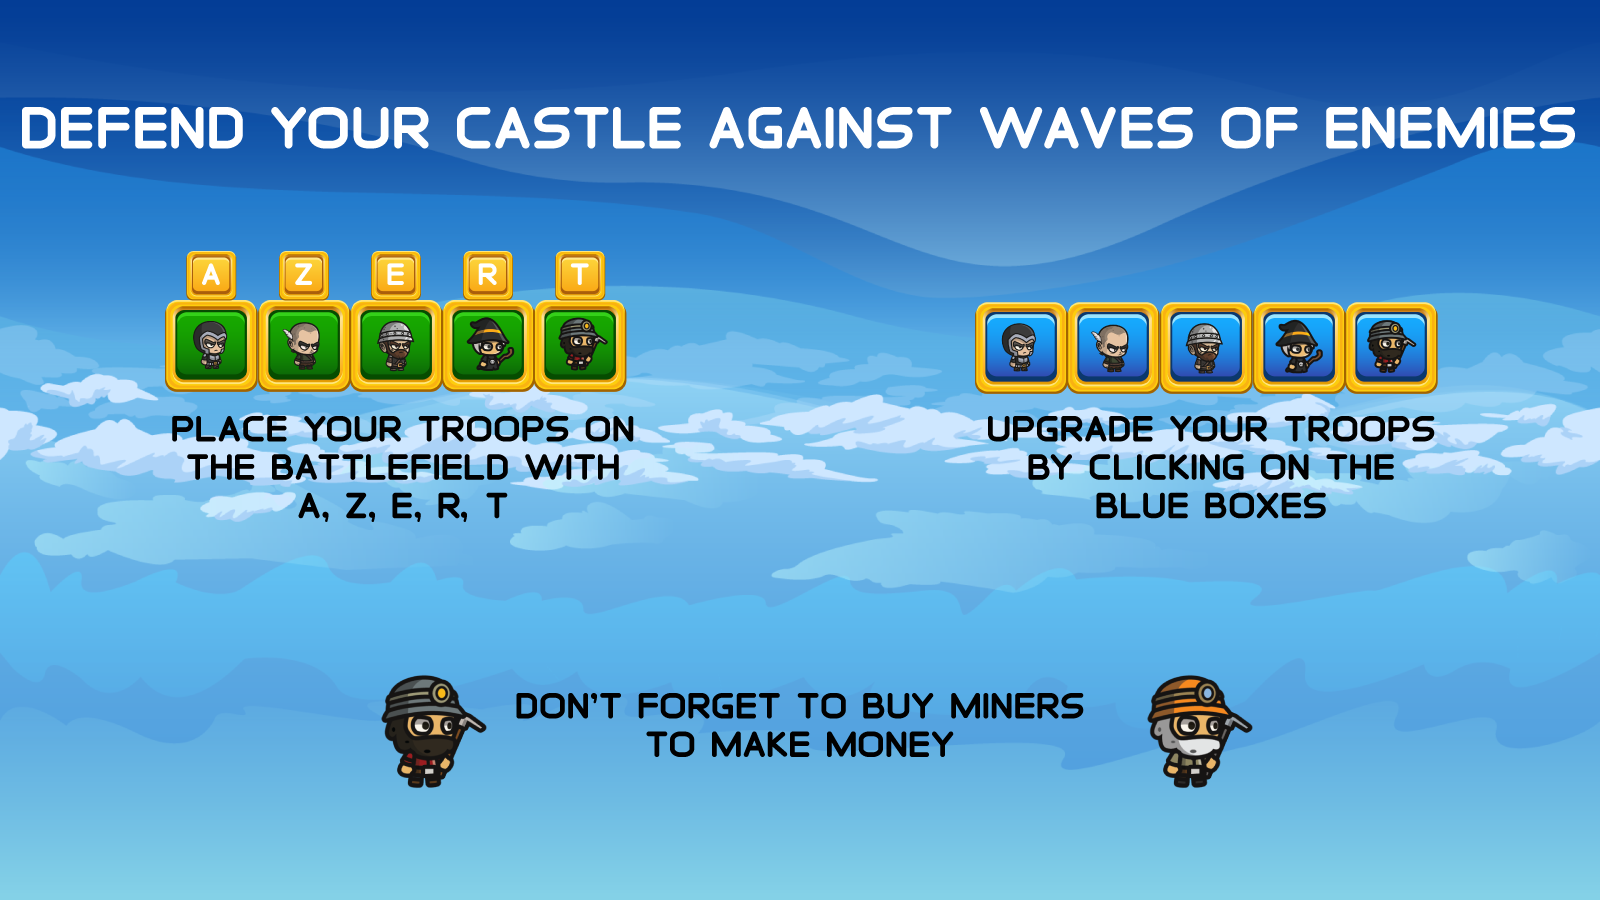 DEFEND YOUR CASTLE AGAINST WAVES OF ENEMIES
A Z E R T
PLACE YOUR TROOPS ON
THE BATTLEFIELD WITH
A, Z, E, R, T
UPGRADE YOUR TROOPS
BY CLICKING ON THE
BLUE BOXES
DON'T FORGET TO BUY MINERS
TO MAKE MONEY